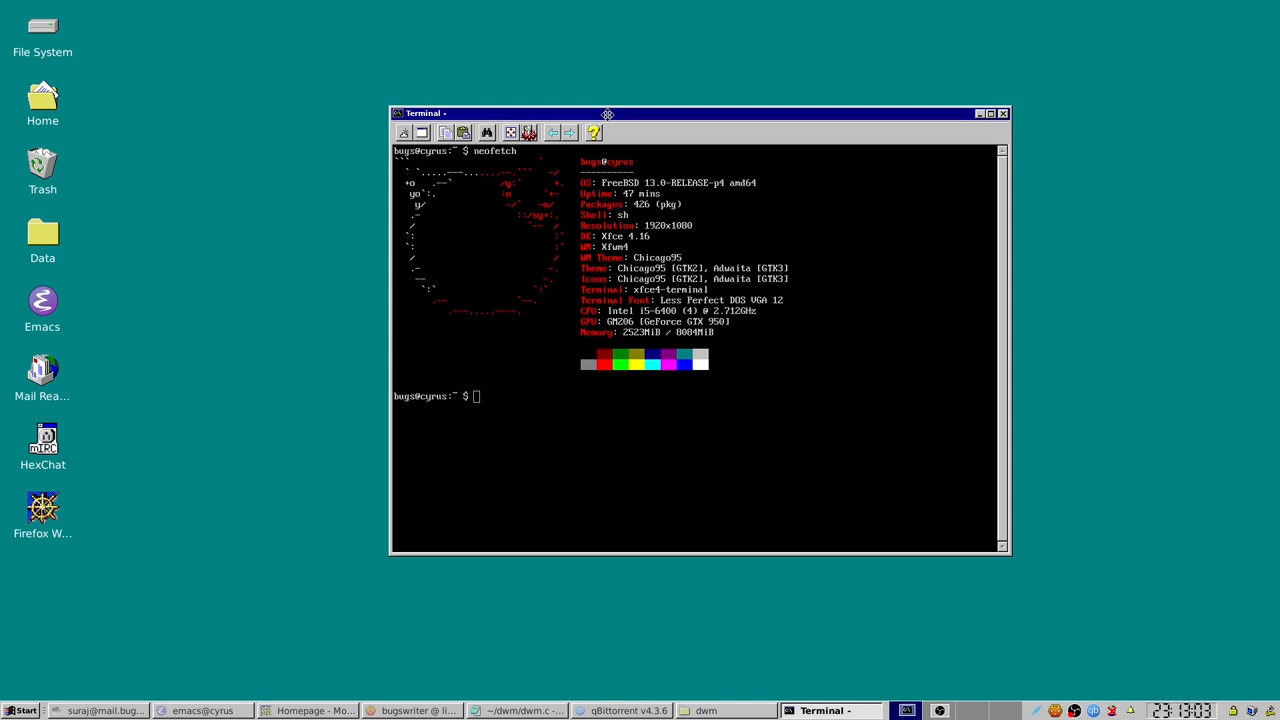 File System
Home
Trash
Data
Emacs
Mail Rea...
mIRC
HexChat
Firefox W...
Terminal -
bugs@cyrus:~ $ neofetch
bugs@cyrus
----------
OS: FreeBSD 13.0-RELEASE-p4 amd64
Uptime: 47 mins
Packages: 426 (pkg)
Shell: sh
Resolution: 1920x1080
DE: Xfce 4.16
WM: Xfwm4
WM Theme: Chicago95
Theme: Chicago95 [GTK2], Adwaita [GTK3]
Icons: Chicago95 [GTK2], Adwaita [GTK3]
Terminal: xfce4-terminal
Terminal Font: Less Perfect DOS VGA 12
CPU: Intel i5-6400 (4) @ 2.712GHz
GPU: GM206 [GeForce GTX 950]
Memory: 2523MiB / 8084MiB
bugs@cyrus:~ $
Start
suraj@mail.bug...
emacs@cyrus
Homepage - Mo...
bugswriter @ li...
~/dwm/dwm.c -...
qBittorrent v4.3.6
dwm
Terminal -